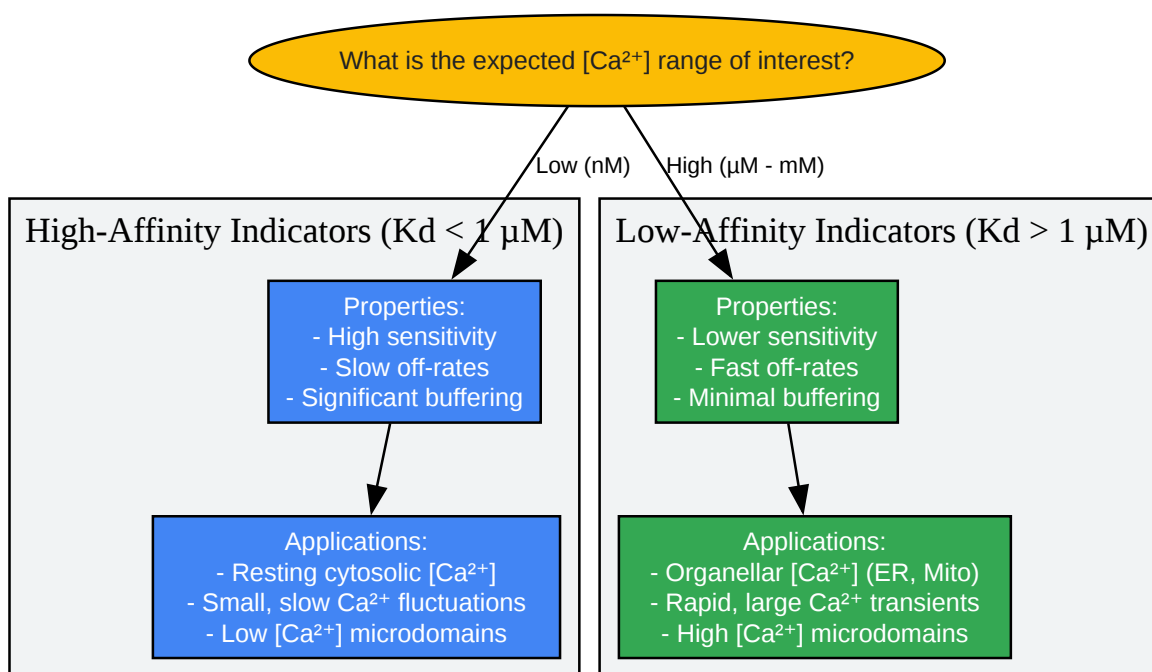 What is the expected [Ca²⁺] range of interest?
Low (nM)
High (µM - mM)
High-Affinity Indicators (Kd < 1 µM)
Properties:
- High sensitivity
- Slow off-rates
- Significant buffering
Applications:
- Resting cytosolic [Ca²⁺]
- Small, slow Ca²⁺ fluctuations
- Low [Ca²⁺] microdomains
Low-Affinity Indicators (Kd > 1 µM)
Properties:
- Lower sensitivity
- Fast off-rates
- Minimal buffering
Applications:
- Organellar [Ca²⁺] (ER, Mito)
- Rapid, large Ca²⁺ transients
- High [Ca²⁺] microdomains